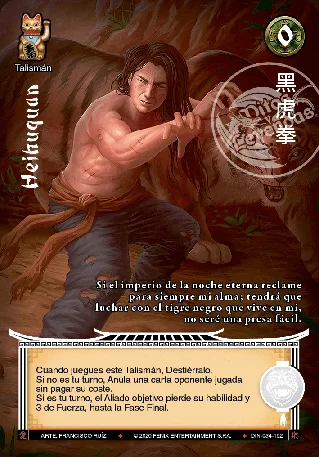 0
Talismán
Heihuquan
黑虎拳
Si el imperio de la noche eterna reclame
para siempre mi alma; tendrá que
luchar con el tigre negro que vive en mí,
no seré una presa fácil.
Cuando juegues este Talismán, Destiérralo.
Si no es tu turno, Anula una carta oponente jugada
sin pagar su coste.
Si es tu turno, el Aliado objetivo pierde su habilidad y
3 de Fuerza, hasta la Fase Final.
ARTE: FRANCISCO RUÍZ
© 2020 FENIX ENTERTAINMENT S.P.A.